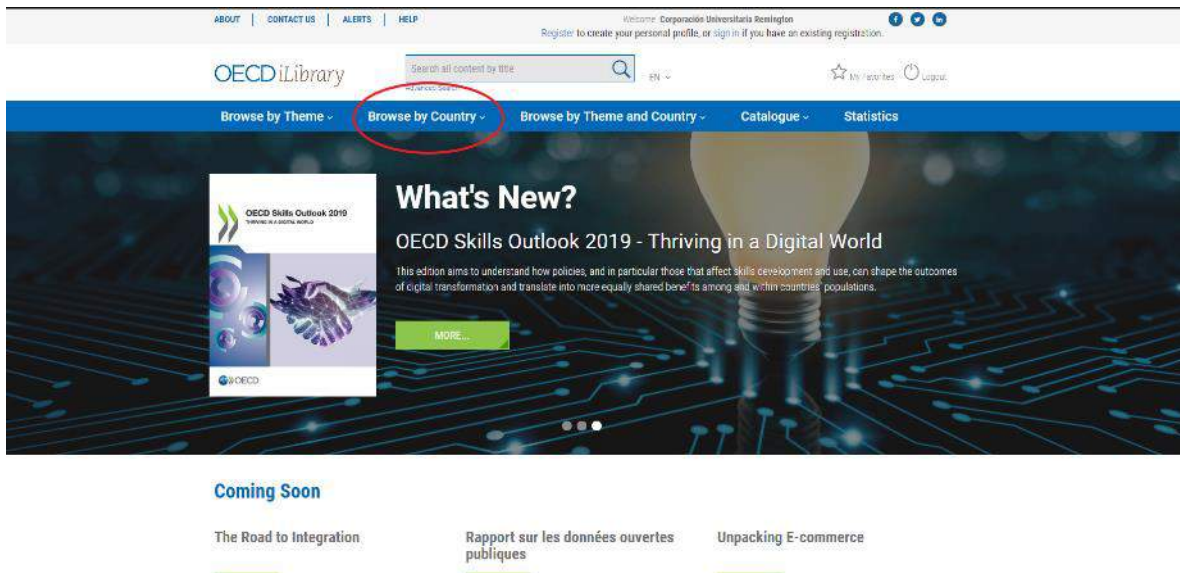 ABOUT | CONTACT US | ALERTS | HELP
Welcome Corporación Universitaria Remington
Register to create your personal profile, or sign in if you have an existing registration.
OECD iLibrary
Search all content by title
Advanced Search
EN
My Favorites
Logout
Browse by Theme
Browse by Country
Browse by Theme and Country
Catalogue
Statistics
OECD Skills Outlook 2019
THRIVING IN A DIGITAL WORLD
OECD
What's New?
OECD Skills Outlook 2019 - Thriving in a Digital World
This edition aims to understand how policies, and in particular those that affect skills development and use, can shape the outcomes
of digital transformation and translate into more equally shared benefits among and within countries' populations.
MORE...
Coming Soon
The Road to Integration
Rapport sur les données ouvertes
publiques
Unpacking E-commerce